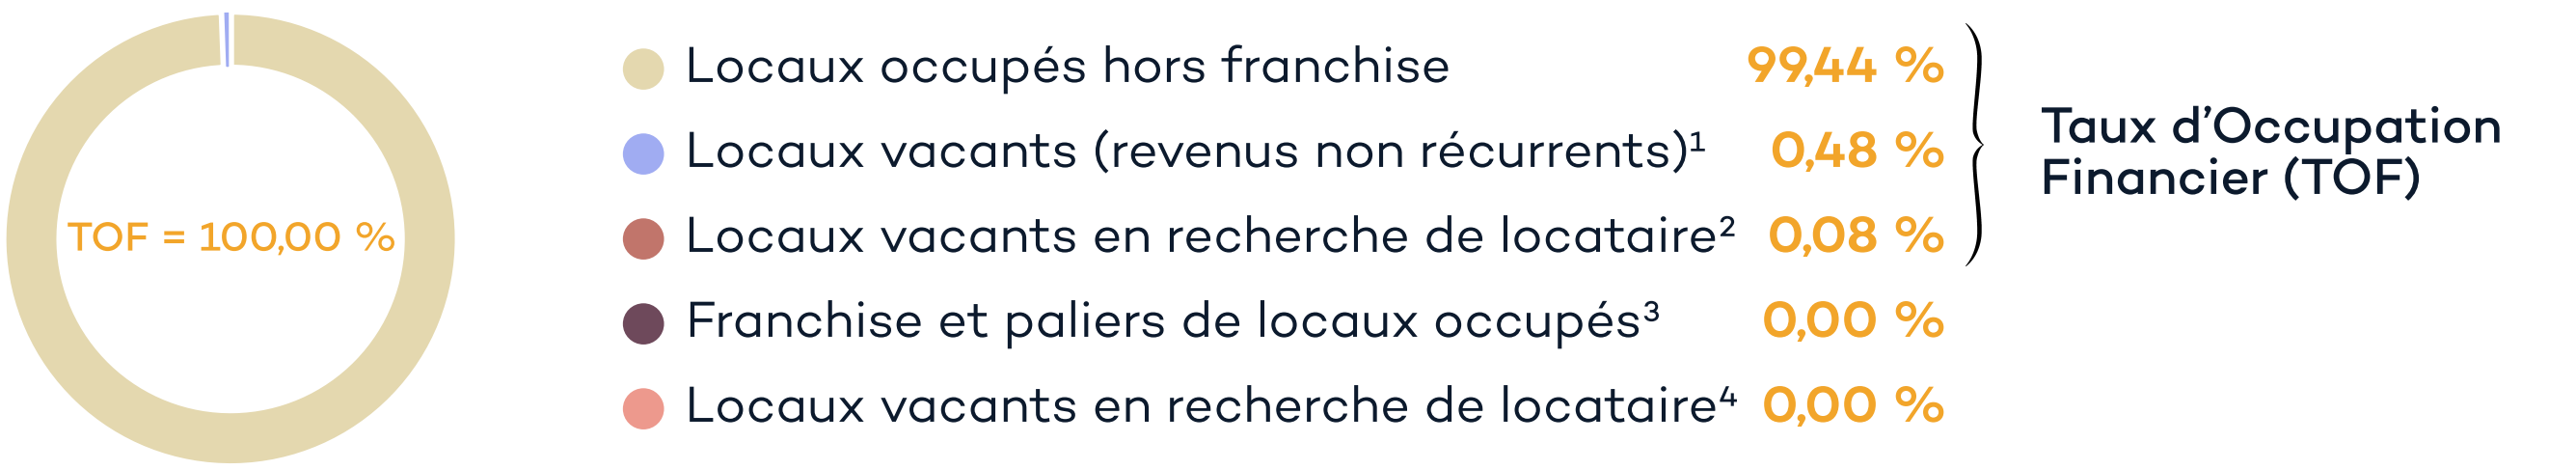 TOF = 100,00 %
Locaux occupés hors franchise 99,44 %
Locaux vacants (revenus non récurrents)¹ 0,48 %
Locaux vacants en recherche de locataire² 0,08 %
Franchise et paliers de locaux occupés³ 0,00 %
Locaux vacants en recherche de locataire⁴ 0,00 %
Taux d’Occupation
Financier (TOF)